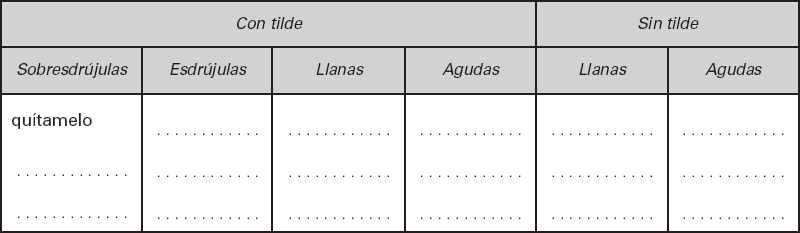 Con tilde Sin tilde
Sobresdrújulas Esdrújulas Llanas Agudas Llanas Agudas
quítamelo ............ ............ ............ ............ ............
............. ............ ............ ............ ............ ............
............. ............ ............ ............ ............ ............